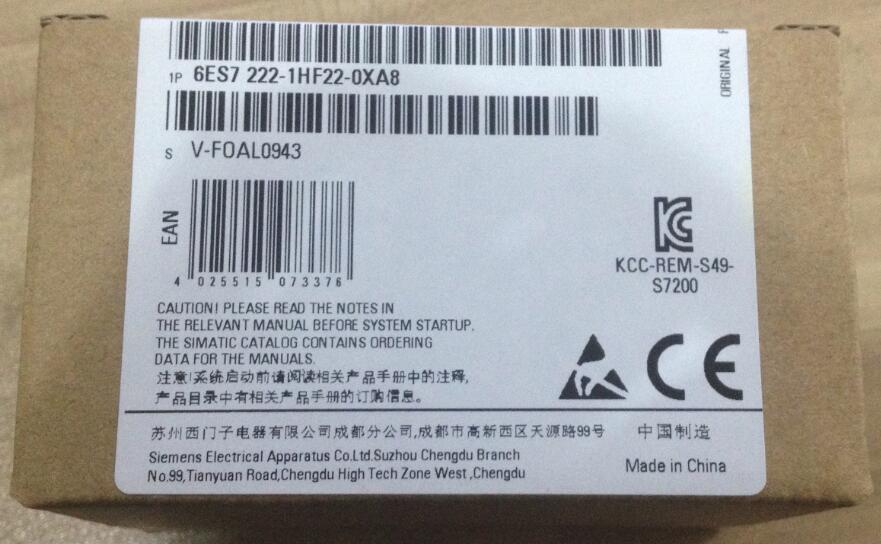 1P 6ES7 222-1HF22-0XA8
ORIGINAL
S V-FOAL0943
EAN
4 025515 073376
KCC-REM-S49-
S7200
CAUTION! PLEASE READ THE NOTES IN
THE RELEVANT MANUAL BEFORE SYSTEM STARTUP.
THE SIMATIC CATALOG CONTAINS ORDERING
DATA FOR THE MANUALS.
注意!系统启动前请阅读相关产品手册中的注释,
产品目录中有相关产品手册的订购信息。
CE
苏州西门子电器有限公司成都分公司,成都市高新西区天源路99号 中国制造
Siemens Electrical Apparatus Co.Ltd.Suzhou Chengdu Branch
No.99,Tianyuan Road,Chengdu High Tech Zone West ,Chengdu
Made in China